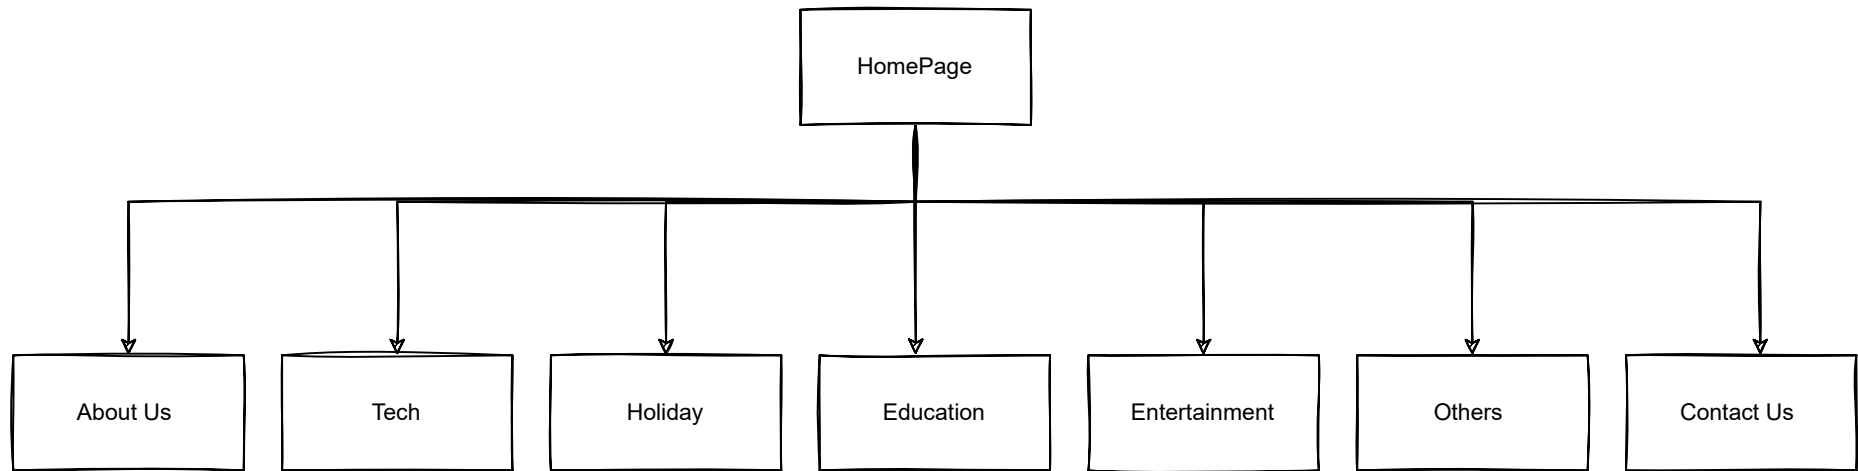 HomePage
About Us
Tech
Holiday
Education
Entertainment
Others
Contact Us